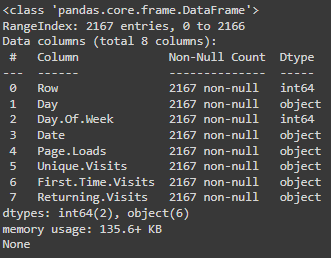 <class 'pandas.core.frame.DataFrame'>
RangeIndex: 2167 entries, 0 to 2166
Data columns (total 8 columns):
 #   Column              Non-Null Count  Dtype
---  ------              --------------  -----
 0   Row                 2167 non-null   int64
 1   Day                 2167 non-null   object
 2   Day.Of.Week         2167 non-null   int64
 3   Date                2167 non-null   object
 4   Page.Loads          2167 non-null   object
 5   Unique.Visits       2167 non-null   object
 6   First.Time.Visits   2167 non-null   object
 7   Returning.Visits    2167 non-null   object
dtypes: int64(2), object(6)
memory usage: 135.6+ KB
None